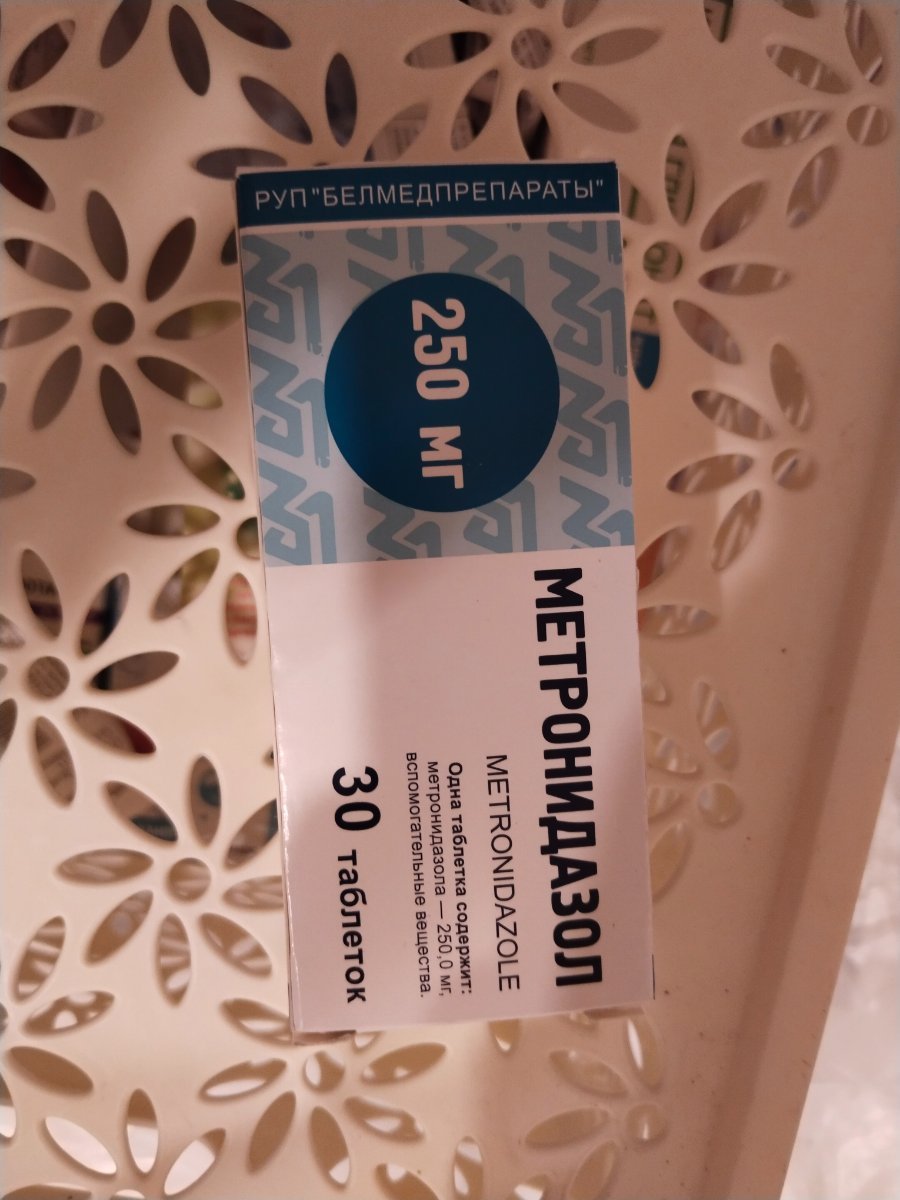 РУП "БЕЛМЕДПРЕПАРАТЫ"
250 мг
МЕТРОНИДАЗОЛ
METRONIDAZOLE
Одна таблетка содержит:
метронидазола — 250,0 мг,
вспомогательные вещества.
30 таблеток